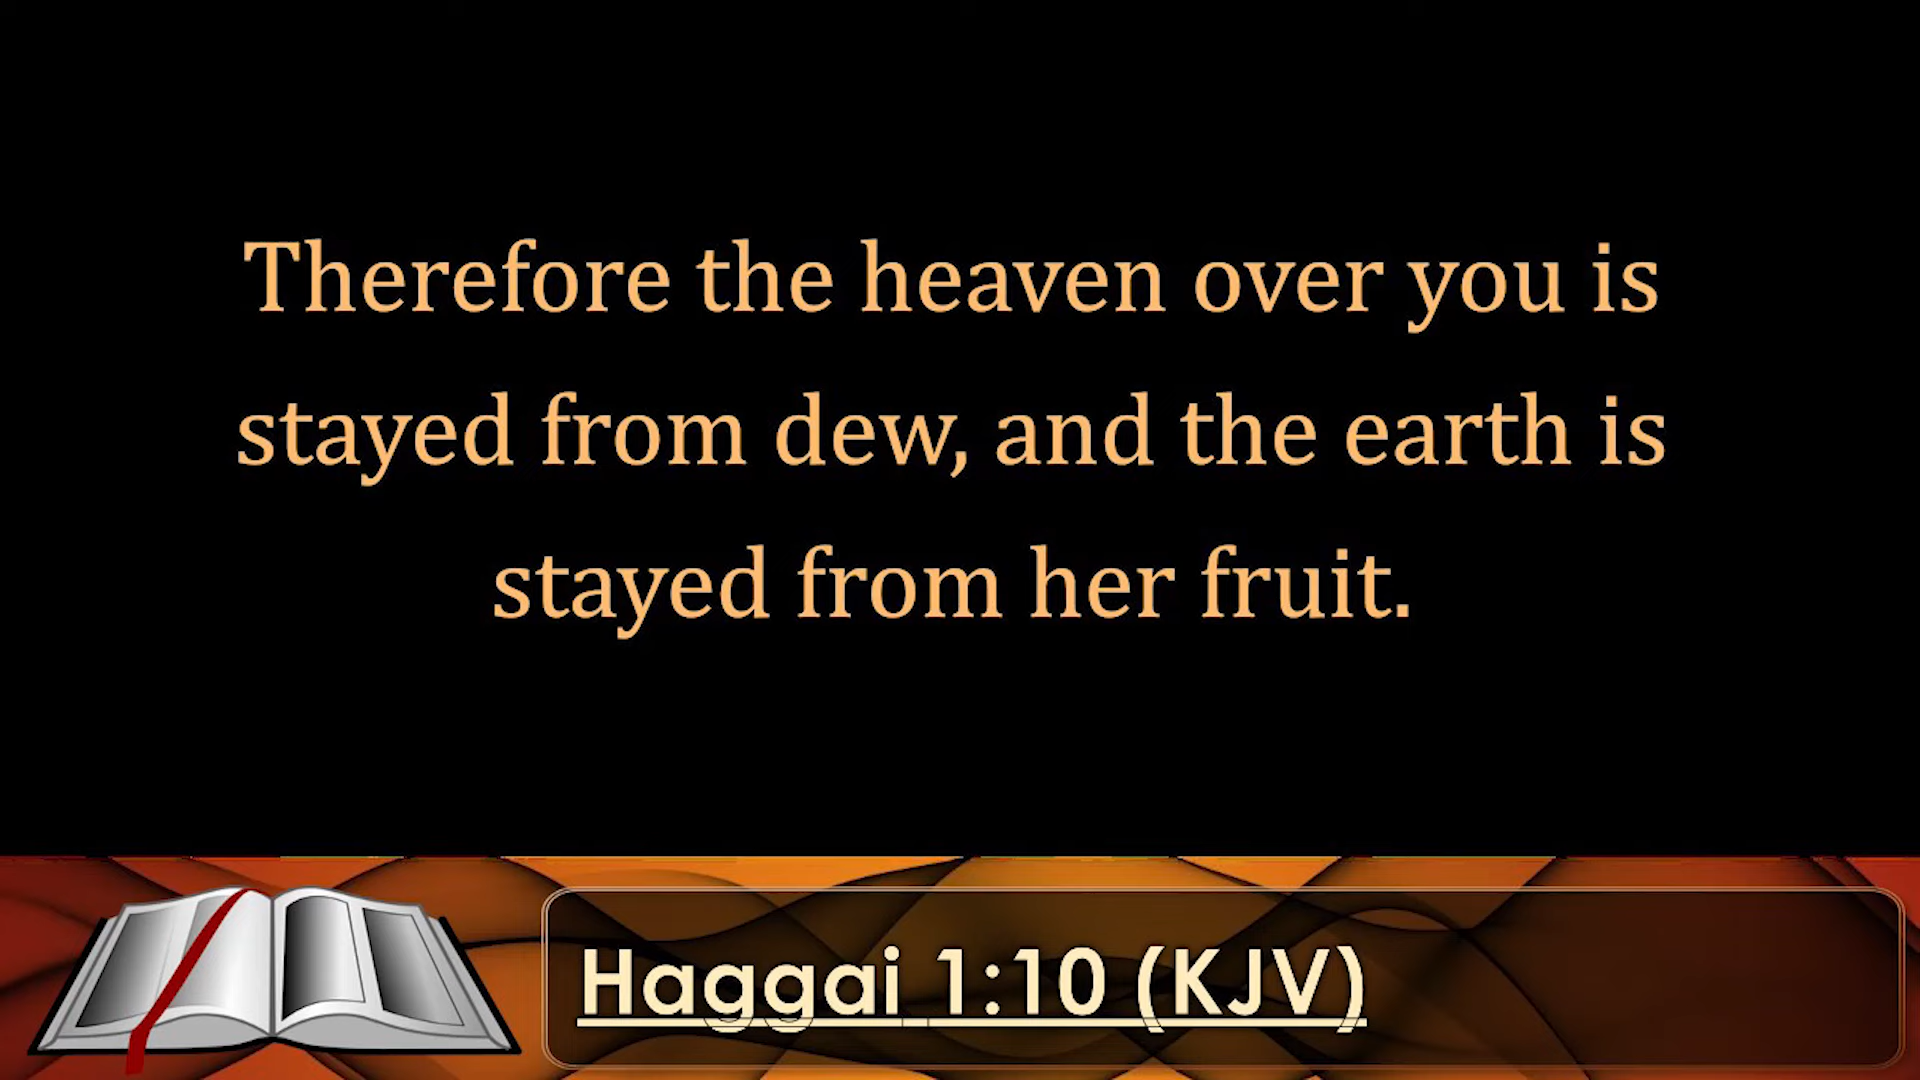 Therefore the heaven over you is
stayed from dew, and the earth is
stayed from her fruit.
Haggai 1:10 (KJV)